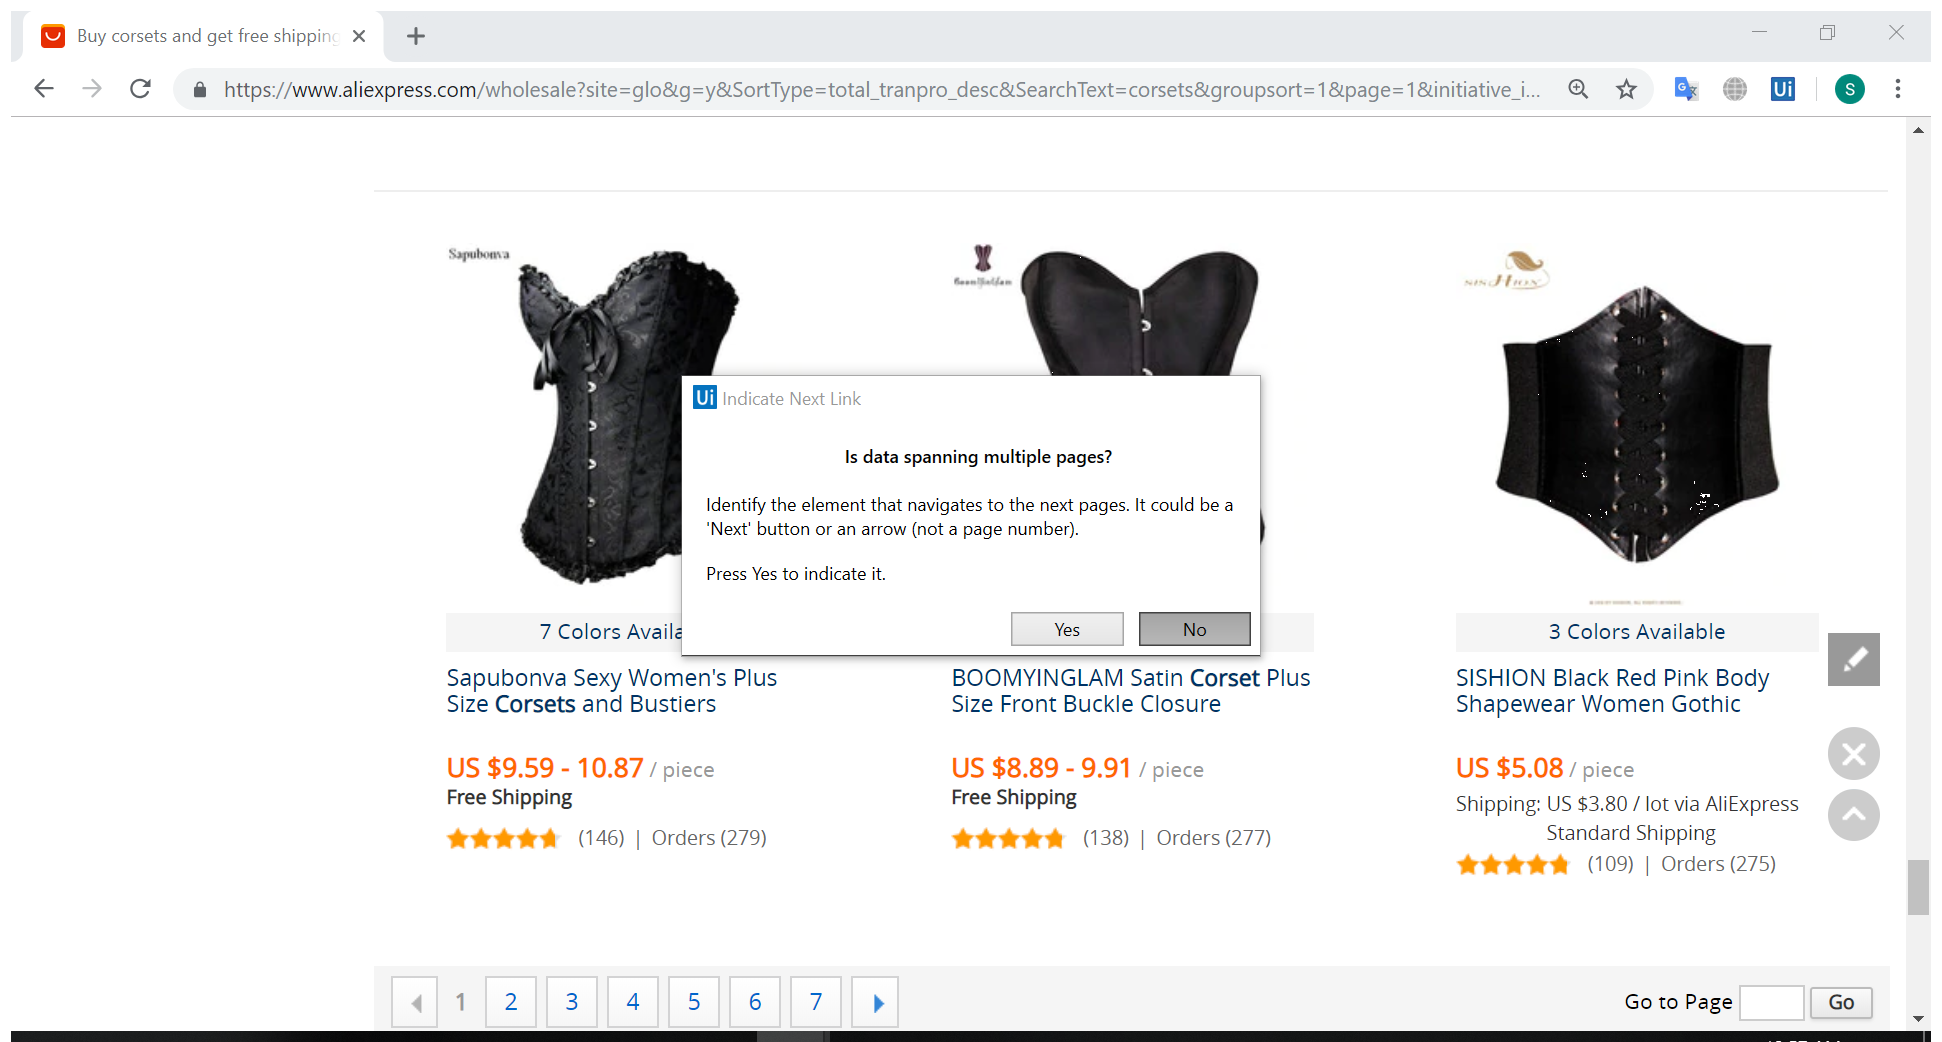 Buy corsets and get free shipping
https://www.aliexpress.com/wholesale?site=glo&g=y&SortType=total_tranpro_desc&SearchText=corsets&groupsort=1&page=1&initiative_i...
Ui
S
Sapubonva
BoomYinGlam
SISHION
Ui Indicate Next Link
Is data spanning multiple pages?
Identify the element that navigates to the next pages. It could be a
'Next' button or an arrow (not a page number).
Press Yes to indicate it.
Yes No
7 Colors Availa
3 Colors Available
Sapubonva Sexy Women's Plus
Size Corsets and Bustiers
US $9.59 - 10.87 / piece
Free Shipping
(146) | Orders (279)
BOOMYINGLAM Satin Corset Plus
Size Front Buckle Closure
US $8.89 - 9.91 / piece
Free Shipping
(138) | Orders (277)
SISHION Black Red Pink Body
Shapewear Women Gothic
US $5.08 / piece
Shipping: US $3.80 / lot via AliExpress
Standard Shipping
(109) | Orders (275)
1 2 3 4 5 6 7
Go to Page Go